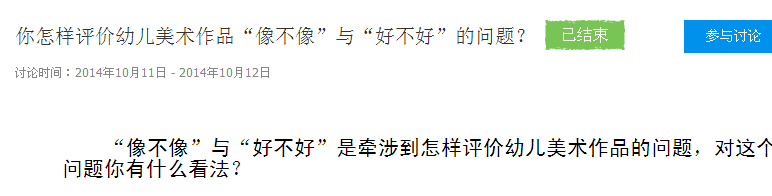 你怎样评价幼儿美术作品“像不像”与“好不好”的问题？ 已结束 参与讨论
讨论时间：2014年10月11日 - 2014年10月12日
“像不像”与“好不好”是牵涉到怎样评价幼儿美术作品的问题，对这个
问题你有什么看法？